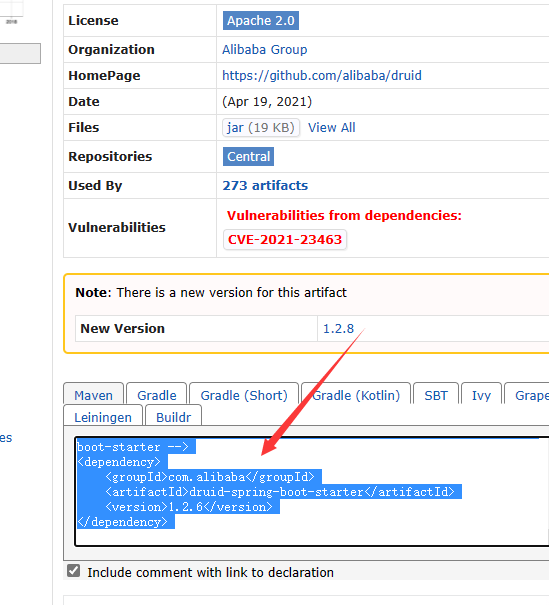 License Apache 2.0
Organization Alibaba Group
HomePage https://github.com/alibaba/druid
Date (Apr 19, 2021)
Files jar (19 KB) View All
Repositories Central
Used By 273 artifacts
Vulnerabilities Vulnerabilities from dependencies:
CVE-2021-23463
Note: There is a new version for this artifact
New Version 1.2.8
Maven Gradle Gradle (Short) Gradle (Kotlin) SBT Ivy Grape
Leiningen Buildr
es
boot-starter -->
<dependency>
    <groupId>com.alibaba</groupId>
    <artifactId>druid-spring-boot-starter</artifactId>
    <version>1.2.6</version>
</dependency>
Include comment with link to declaration